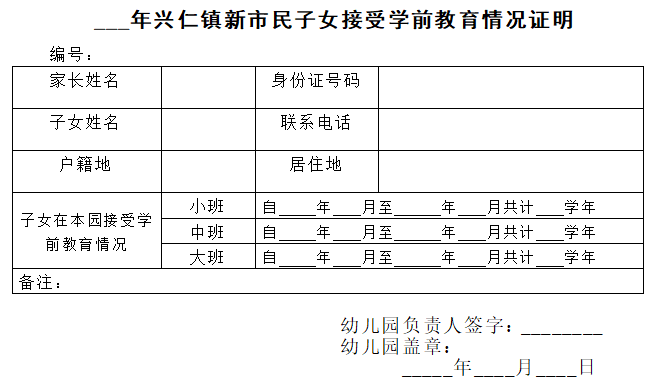 ___年兴仁镇新市民子女接受学前教育情况证明
编号：
家长姓名 身份证号码
子女姓名 联系电话
户籍地 居住地
子女在本园接受学前教育情况
小班 自____年___月至_____年___月共计___学年
中班 自____年___月至_____年___月共计___学年
大班 自____年___月至_____年___月共计___学年
备注：
幼儿园负责人签字：________
幼儿园盖章：
_____年____月____日